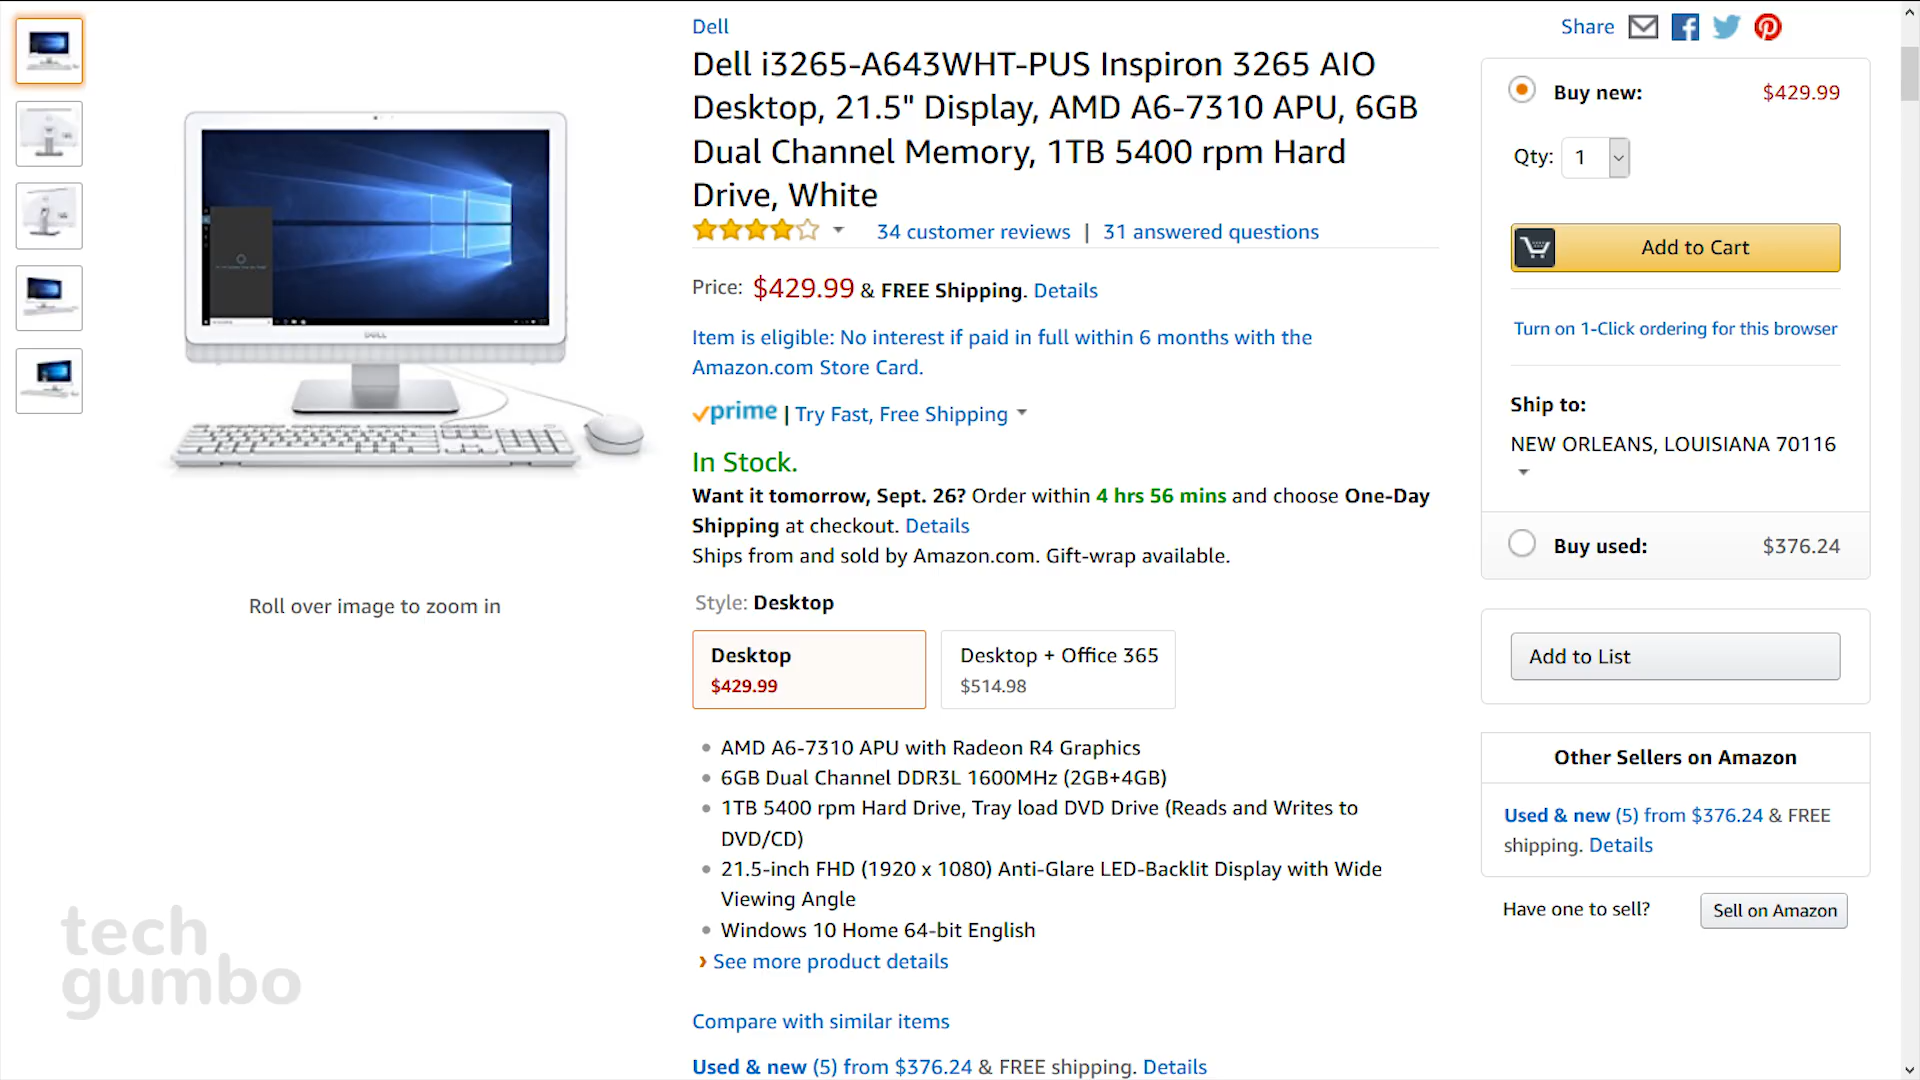 Dell
Dell i3265-A643WHT-PUS Inspiron 3265 AIO
Desktop, 21.5" Display, AMD A6-7310 APU, 6GB
Dual Channel Memory, 1TB 5400 rpm Hard
Drive, White
34 customer reviews | 31 answered questions
Price: $429.99 & FREE Shipping. Details
Item is eligible: No interest if paid in full within 6 months with the
Amazon.com Store Card.
prime | Try Fast, Free Shipping
In Stock.
Want it tomorrow, Sept. 26? Order within 4 hrs 56 mins and choose One-Day
Shipping at checkout. Details
Ships from and sold by Amazon.com. Gift-wrap available.
Style: Desktop
Desktop
$429.99
Desktop + Office 365
$514.98
AMD A6-7310 APU with Radeon R4 Graphics
6GB Dual Channel DDR3L 1600MHz (2GB+4GB)
1TB 5400 rpm Hard Drive, Tray load DVD Drive (Reads and Writes to
DVD/CD)
21.5-inch FHD (1920 x 1080) Anti-Glare LED-Backlit Display with Wide
Viewing Angle
Windows 10 Home 64-bit English
› See more product details
Compare with similar items
Used & new (5) from $376.24 & FREE shipping. Details
DELL
Roll over image to zoom in
tech
gumbo
Share
Buy new: $429.99
Qty: 1
Add to Cart
Turn on 1-Click ordering for this browser
Ship to:
NEW ORLEANS, LOUISIANA 70116
Buy used: $376.24
Add to List
Other Sellers on Amazon
Used & new (5) from $376.24 & FREE
shipping. Details
Have one to sell? Sell on Amazon